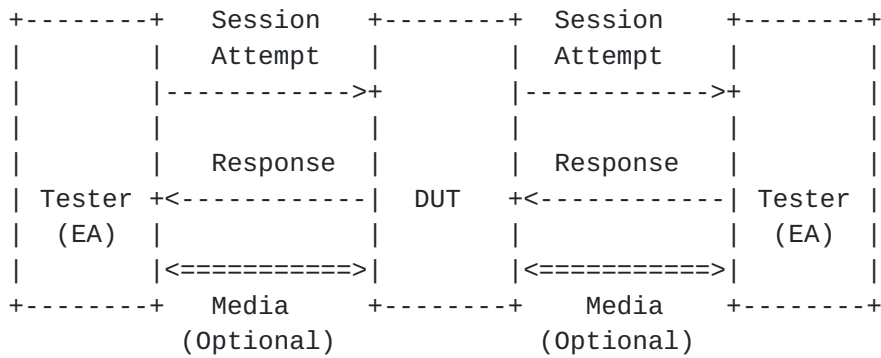 Session Session
Attempt Attempt
Response Response
Tester DUT Tester
(EA) (EA)
Media Media
(Optional) (Optional)